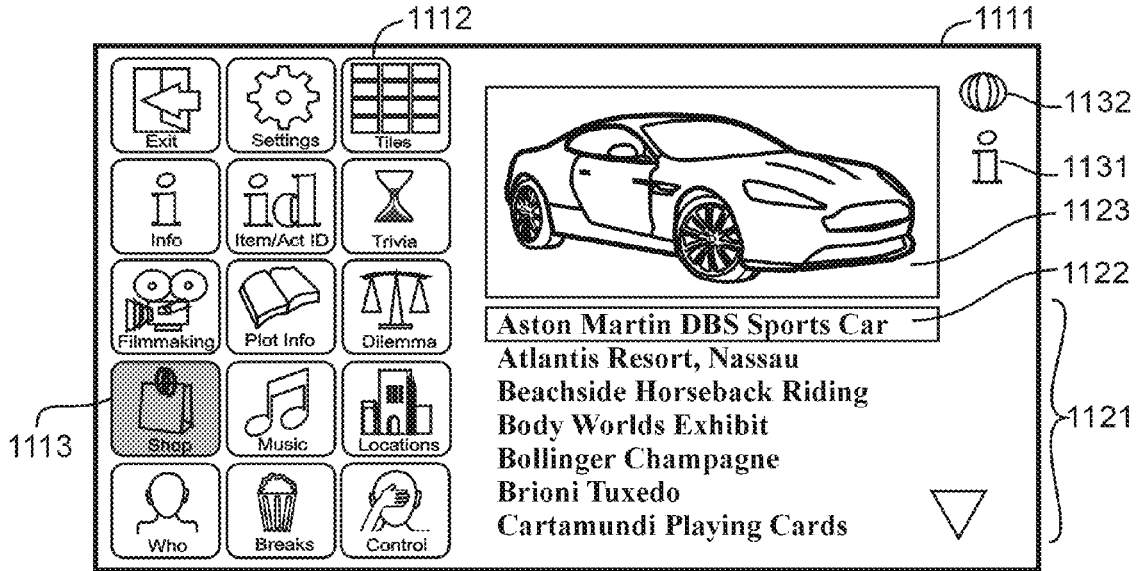 1112
1111
Exit Settings Tiles
1132
1131
Info Item/Act ID Trivia
1123
1122
Filmmaking Plot Info Dilemma
Aston Martin DBS Sports Car
Atlantis Resort, Nassau
Beachside Horseback Riding
1121
Body Worlds Exhibit
1113
Shop Music Locations
Bollinger Champagne
Brioni Tuxedo
Cartamundi Playing Cards
Who Breaks Control